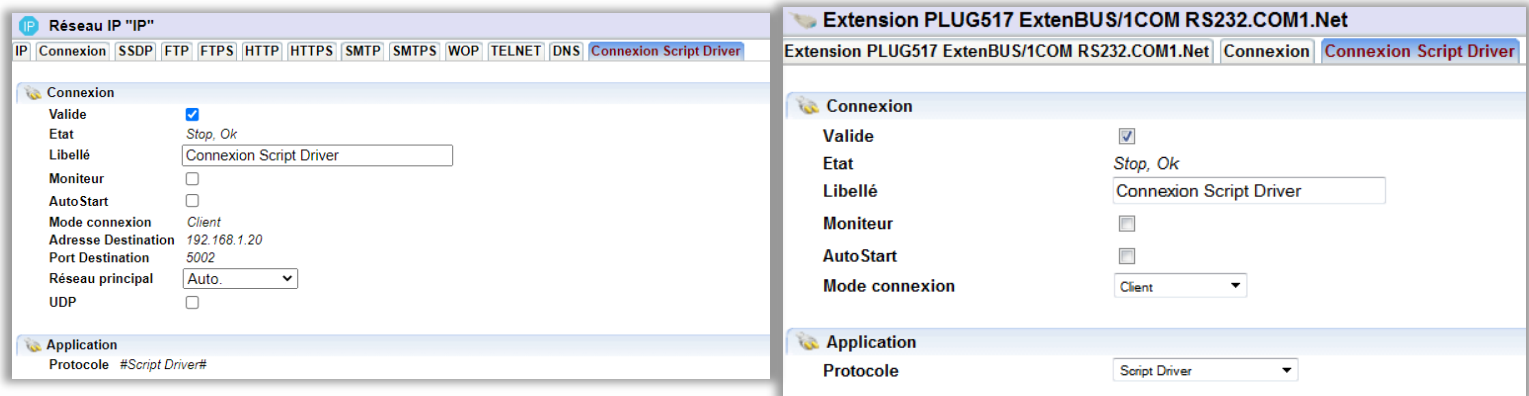 IP Réseau IP "IP"
IP Connexion SSDP FTP FTPS HTTP HTTPS SMTP SMTPS WOP TELNET DNS Connexion Script Driver
Connexion
Valide
Etat Stop, Ok
Libellé Connexion Script Driver
Moniteur
AutoStart
Mode connexion Client
Adresse Destination 192.168.1.20
Port Destination 5002
Réseau principal Auto.
UDP
Application
Protocole #Script Driver#
Extension PLUG517 ExtenBUS/1COM RS232.COM1.Net
Extension PLUG517 ExtenBUS/1COM RS232.COM1.Net Connexion Connexion Script Driver
Connexion
Valide
Etat Stop, Ok
Libellé Connexion Script Driver
Moniteur
AutoStart
Mode connexion Client
Application
Protocole Script Driver